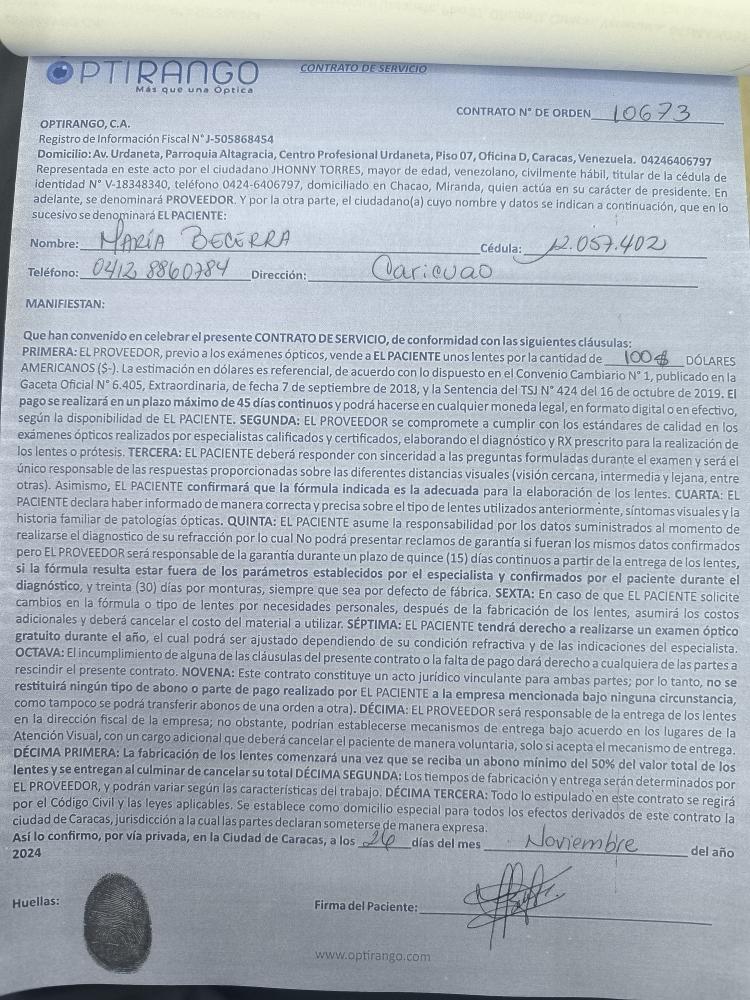 OPTIRANGO
Más que una Óptica
CONTRATO DE SERVICIO
CONTRATO N° DE ORDEN 10673
OPTIRANGO, C.A.
Registro de Información Fiscal N° J-505868454
Domicilio: Av. Urdaneta, Parroquia Altagracia, Centro Profesional Urdaneta, Piso 07, Oficina D, Caracas, Venezuela. 04246406797
Representada en este acto por el ciudadano JHONNY TORRES, mayor de edad, venezolano, civilmente hábil, titular de la cédula de
identidad N° V-18348340, teléfono 0424-6406797, domiciliado en Chacao, Miranda, quien actúa en su carácter de presidente. En
adelante, se denominará PROVEEDOR. Y por la otra parte, el ciudadano(a) cuyo nombre y datos se indican a continuación, que en lo
sucesivo se denominará EL PACIENTE:
Nombre: MARÍA BECERRA Cédula: 12.057.402
Teléfono: 0412 8860784 Dirección: Caricuao
MANIFIESTAN:
Que han convenido en celebrar el presente CONTRATO DE SERVICIO, de conformidad con las siguientes cláusulas:
PRIMERA: EL PROVEEDOR, previo a los exámenes ópticos, vende a EL PACIENTE unos lentes por la cantidad de 100$ DÓLARES
AMERICANOS ($-). La estimación en dólares es referencial, de acuerdo con lo dispuesto en el Convenio Cambiario N° 1, publicado en la
Gaceta Oficial N° 6.405, Extraordinaria, de fecha 7 de septiembre de 2018, y la Sentencia del TSJ N° 424 del 16 de octubre de 2019. El
pago se realizará en un plazo máximo de 45 días continuos y podrá hacerse en cualquier moneda legal, en formato digital o en efectivo,
según la disponibilidad de EL PACIENTE. SEGUNDA: EL PROVEEDOR se compromete a cumplir con los estándares de calidad en los
exámenes ópticos realizados por especialistas calificados y certificados, elaborando el diagnóstico y RX prescrito para la realización de
los lentes o prótesis. TERCERA: EL PACIENTE deberá responder con sinceridad a las preguntas formuladas durante el examen y será el
único responsable de las respuestas proporcionadas sobre las diferentes distancias visuales (visión cercana, intermedia y lejana, entre
otras). Asimismo, EL PACIENTE confirmará que la fórmula indicada es la adecuada para la elaboración de los lentes. CUARTA: EL
PACIENTE declara haber informado de manera correcta y precisa sobre el tipo de lentes utilizados anteriormente, síntomas visuales y la
historia familiar de patologías ópticas. QUINTA: EL PACIENTE asume la responsabilidad por los datos suministrados al momento de
realizarse el diagnostico de su refracción por lo cual No podrá presentar reclamos de garantía si fueran los mismos datos confirmados
pero EL PROVEEDOR será responsable de la garantía durante un plazo de quince (15) días continuos a partir de la entrega de los lentes,
si la fórmula resulta estar fuera de los parámetros establecidos por el especialista y confirmados por el paciente durante el
diagnóstico, y treinta (30) días por monturas, siempre que sea por defecto de fábrica. SEXTA: En caso de que EL PACIENTE solicite
cambios en la fórmula o tipo de lentes por necesidades personales, después de la fabricación de los lentes, asumirá los costos
adicionales y deberá cancelar el costo del material a utilizar. SÉPTIMA: EL PACIENTE tendrá derecho a realizarse un examen óptico
gratuito durante el año, el cual podrá ser ajustado dependiendo de su condición refractiva y de las indicaciones del especialista.
OCTAVA: El incumplimiento de alguna de las cláusulas del presente contrato o la falta de pago dará derecho a cualquiera de las partes a
rescindir el presente contrato. NOVENA: Este contrato constituye un acto jurídico vinculante para ambas partes; por lo tanto, no se
restituirá ningún tipo de abono o parte de pago realizado por EL PACIENTE a la empresa mencionada bajo ninguna circunstancia,
como tampoco se podrá transferir abonos de una orden a otra). DÉCIMA: EL PROVEEDOR será responsable de la entrega de los lentes
en la dirección fiscal de la empresa; no obstante, podrían establecerse mecanismos de entrega bajo acuerdo en los lugares de la
Atención Visual, con un cargo adicional que deberá cancelar el paciente de manera voluntaria, solo si acepta el mecanismo de entrega.
DÉCIMA PRIMERA: La fabricación de los lentes comenzará una vez que se reciba un abono mínimo del 50% del valor total de los
lentes y se entregan al culminar de cancelar su total DÉCIMA SEGUNDA: Los tiempos de fabricación y entrega serán determinados por
EL PROVEEDOR, y podrán variar según las características del trabajo. DÉCIMA TERCERA: Todo lo estipulado en este contrato se regirá
por el Código Civil y las leyes aplicables. Se establece como domicilio especial para todos los efectos derivados de este contrato la
ciudad de Caracas, jurisdicción a la cual las partes declaran someterse de manera expresa.
Así lo confirmo, por vía privada, en la Ciudad de Caracas, a los 26 días del mes Noviembre del año
2024
Huellas:
Firma del Paciente:
www.optirango.com